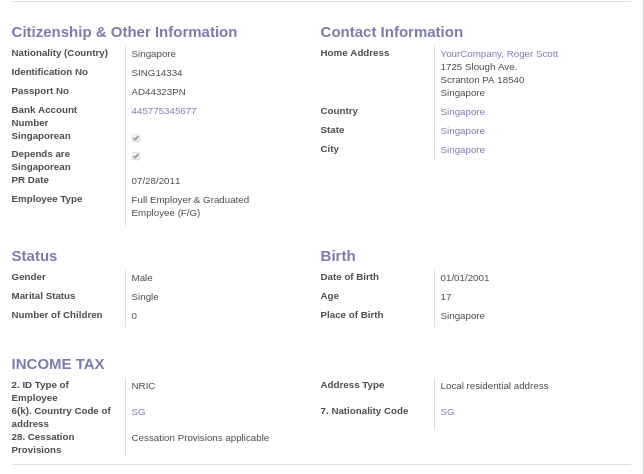 Citizenship & Other Information
Nationality (Country) Singapore
Identification No SING14334
Passport No AD44323PN
Bank Account Number 445775345677
Singaporean
Depends are Singaporean
PR Date 07/28/2011
Employee Type Full Employer & Graduated
Employee (F/G)
Contact Information
Home Address YourCompany, Roger Scott
1725 Slough Ave.
Scranton PA 18540
Singapore
Country Singapore
State Singapore
City Singapore
Status
Gender Male
Marital Status Single
Number of Children 0
Birth
Date of Birth 01/01/2001
Age 17
Place of Birth Singapore
INCOME TAX
2. ID Type of Employee NRIC
6(k). Country Code of address SG
28. Cessation Provisions Cessation Provisions applicable
Address Type Local residential address
7. Nationality Code SG